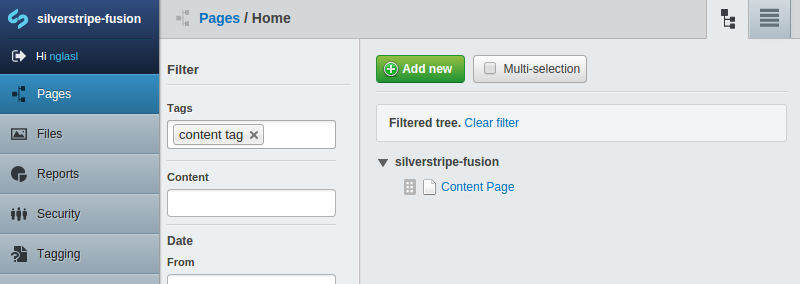 silverstripe-fusion
Hi nglasl
Pages
Files
Reports
Security
Tagging
Pages / Home
Filter
Tags
content tag
Content
Date
From
Add new
Multi-selection
Filtered tree. Clear filter
silverstripe-fusion
Content Page